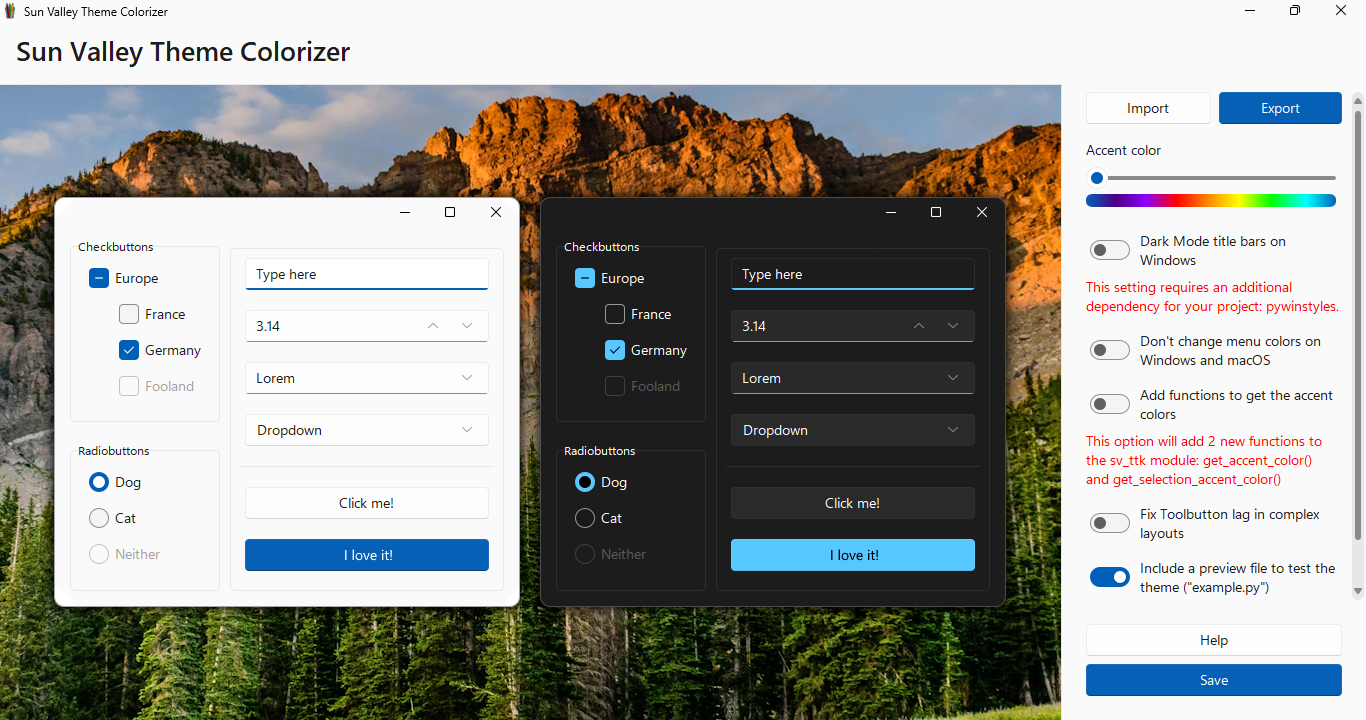 Sun Valley Theme Colorizer
Sun Valley Theme Colorizer
Checkbuttons
Europe
France
Germany
Fooland
Radiobuttons
Dog
Cat
Neither
Type here
3.14
Lorem
Dropdown
Click me!
I love it!
Checkbuttons
Europe
France
Germany
Fooland
Radiobuttons
Dog
Cat
Neither
Type here
3.14
Lorem
Dropdown
Click me!
I love it!
Import
Export
Accent color
Dark Mode title bars on
Windows
This setting requires an additional
dependency for your project: pywinstyles.
Don't change menu colors on
Windows and macOS
Add functions to get the accent
colors
This option will add 2 new functions to
the sv_ttk module: get_accent_color()
and get_selection_accent_color()
Fix Toolbutton lag in complex
layouts
Include a preview file to test the
theme ("example.py")
Help
Save